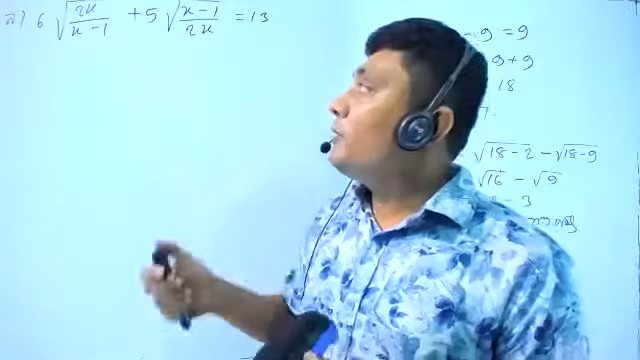 6 √(2x/(x-1)) + 5 √((x-1)/2x) = 13
- 9 = 9
9 + 9
18
√18-2 - √18-9
√16 - √9
- 3